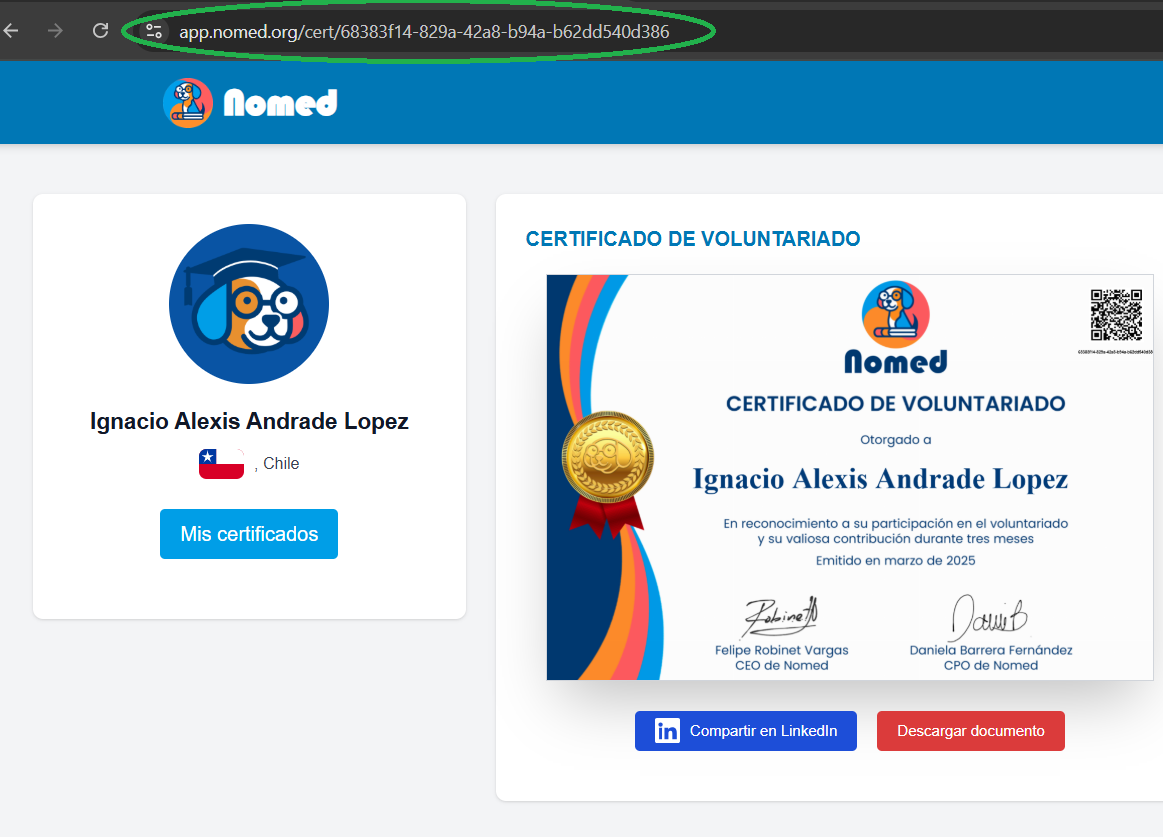 app.nomed.org/cert/68383f14-829a-42a8-b94a-b62dd540d386
Nomed
Ignacio Alexis Andrade Lopez
, Chile
Mis certificados
CERTIFICADO DE VOLUNTARIADO
Nomed
CERTIFICADO DE VOLUNTARIADO
Otorgado a
Ignacio Alexis Andrade Lopez
En reconocimiento a su participación en el voluntariado
y su valiosa contribución durante tres meses
Emitido en marzo de 2025
Felipe Robinet Vargas
CEO de Nomed
Daniela Barrera Fernández
CPO de Nomed
in Compartir en LinkedIn
Descargar documento